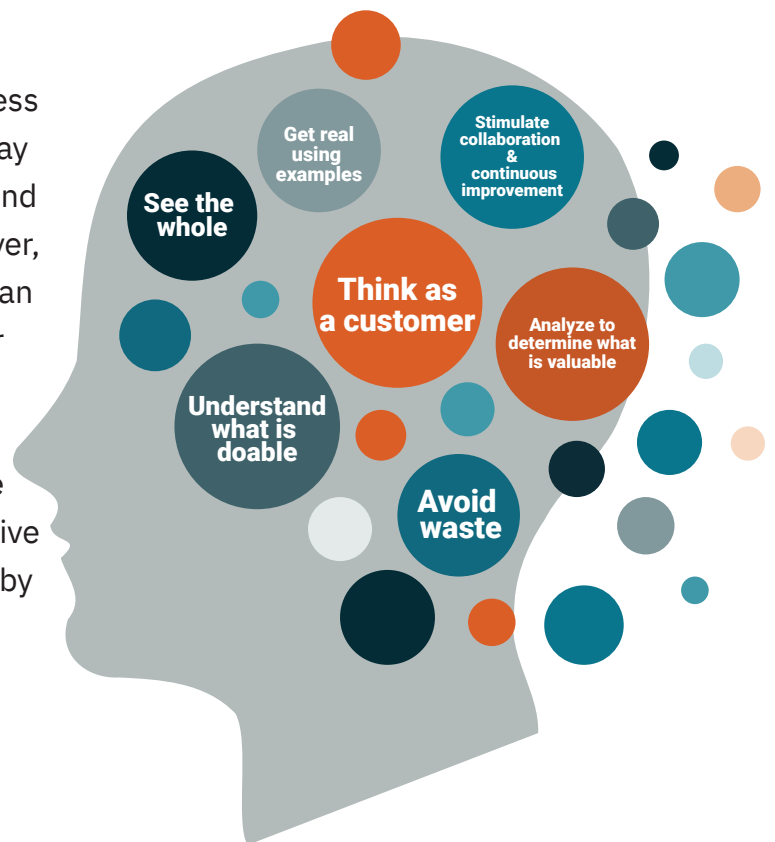 ess
ay
nd
ver,
an
r
e
ive
by
See the
whole
Get real
using
examples
Stimulate
collaboration
&
continuous
improvement
Think as
a customer
Analyze to
determine what
is valuable
Understand
what is
doable
Avoid
waste